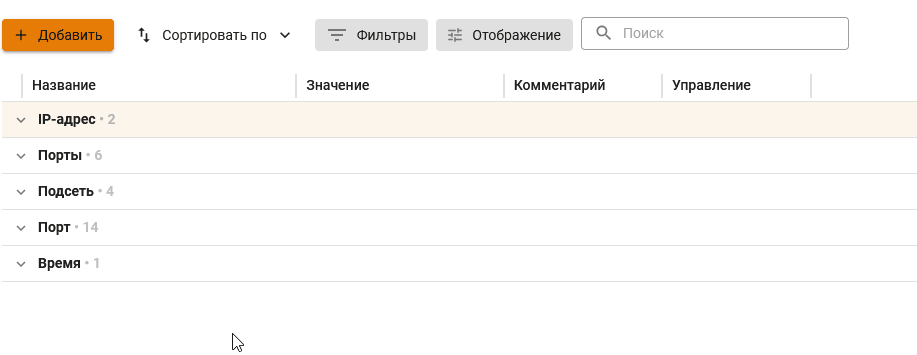 + Добавить Сортировать по Фильтры Отображение Поиск
Название Значение Комментарий Управление
IP-адрес • 2
Порты • 6
Подсеть • 4
Порт • 14
Время • 1